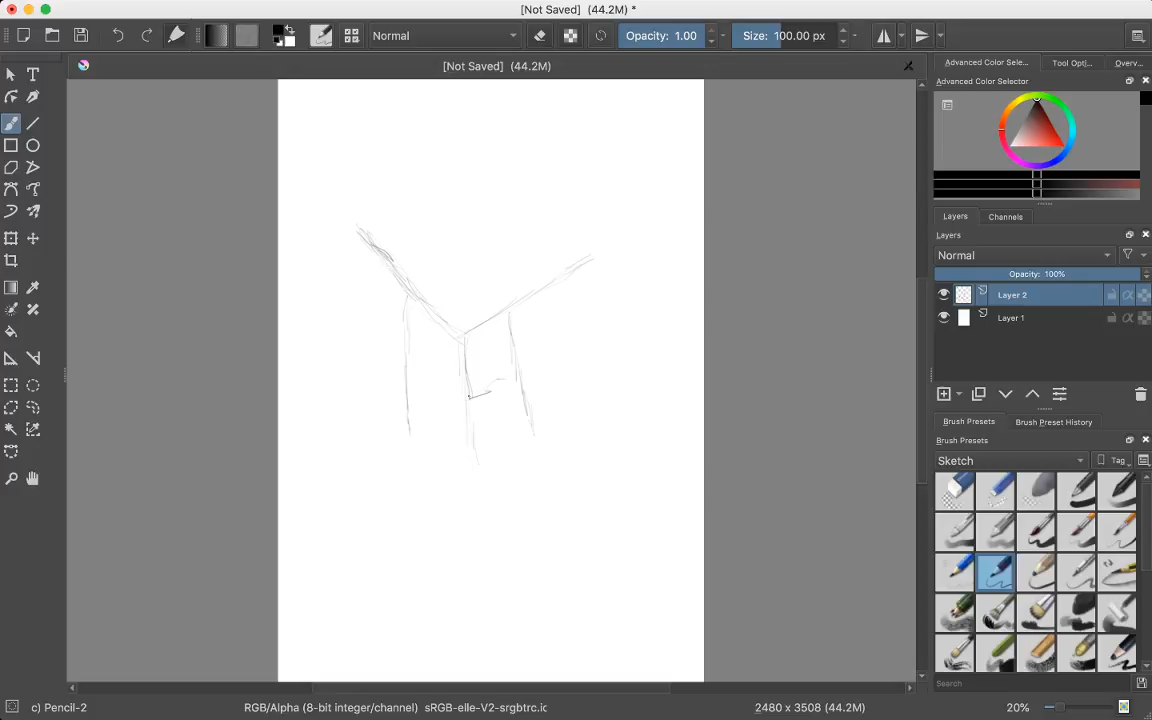 [Not Saved] (44.2M) *
Normal
Opacity: 1.00
Size: 100.00 px
[Not Saved] (44.2M)
Advanced Color Sele...
Tool Opti...
Overv...
Advanced Color Selector
Layers
Channels
Layers
Normal
Opacity: 100%
Layer 2
Layer 1
Brush Presets
Brush Preset History
Brush Presets
Sketch
Tag
Search
c) Pencil-2
RGB/Alpha (8-bit integer/channel) sRGB-elle-V2-srgbtrc.ic
2480 x 3508 (44.2M)
20%